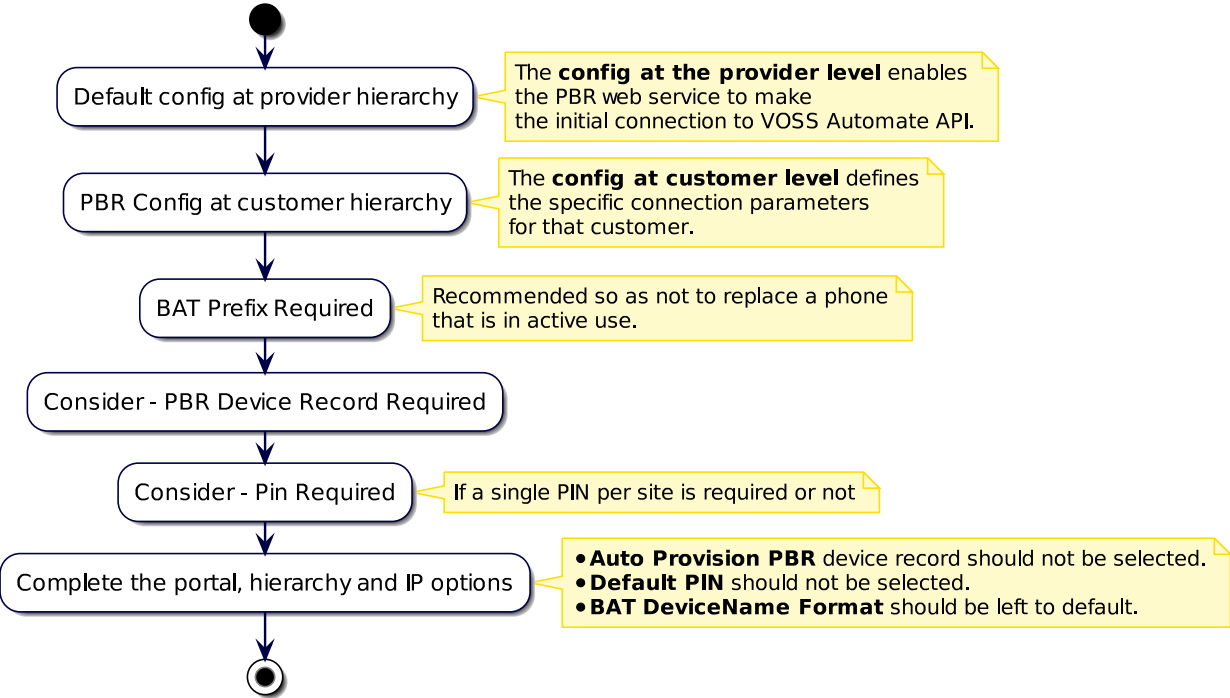 Default config at provider hierarchy
The config at the provider level enables
the PBR web service to make
the initial connection to VOSS Automate API.
PBR Config at customer hierarchy
The config at customer level defines
the specific connection parameters
for that customer.
BAT Prefix Required
Recommended so as not to replace a phone
that is in active use.
Consider - PBR Device Record Required
Consider - Pin Required
If a single PIN per site is required or not
Complete the portal, hierarchy and IP options
• Auto Provision PBR device record should not be selected.
• Default PIN should not be selected.
• BAT DeviceName Format should be left to default.